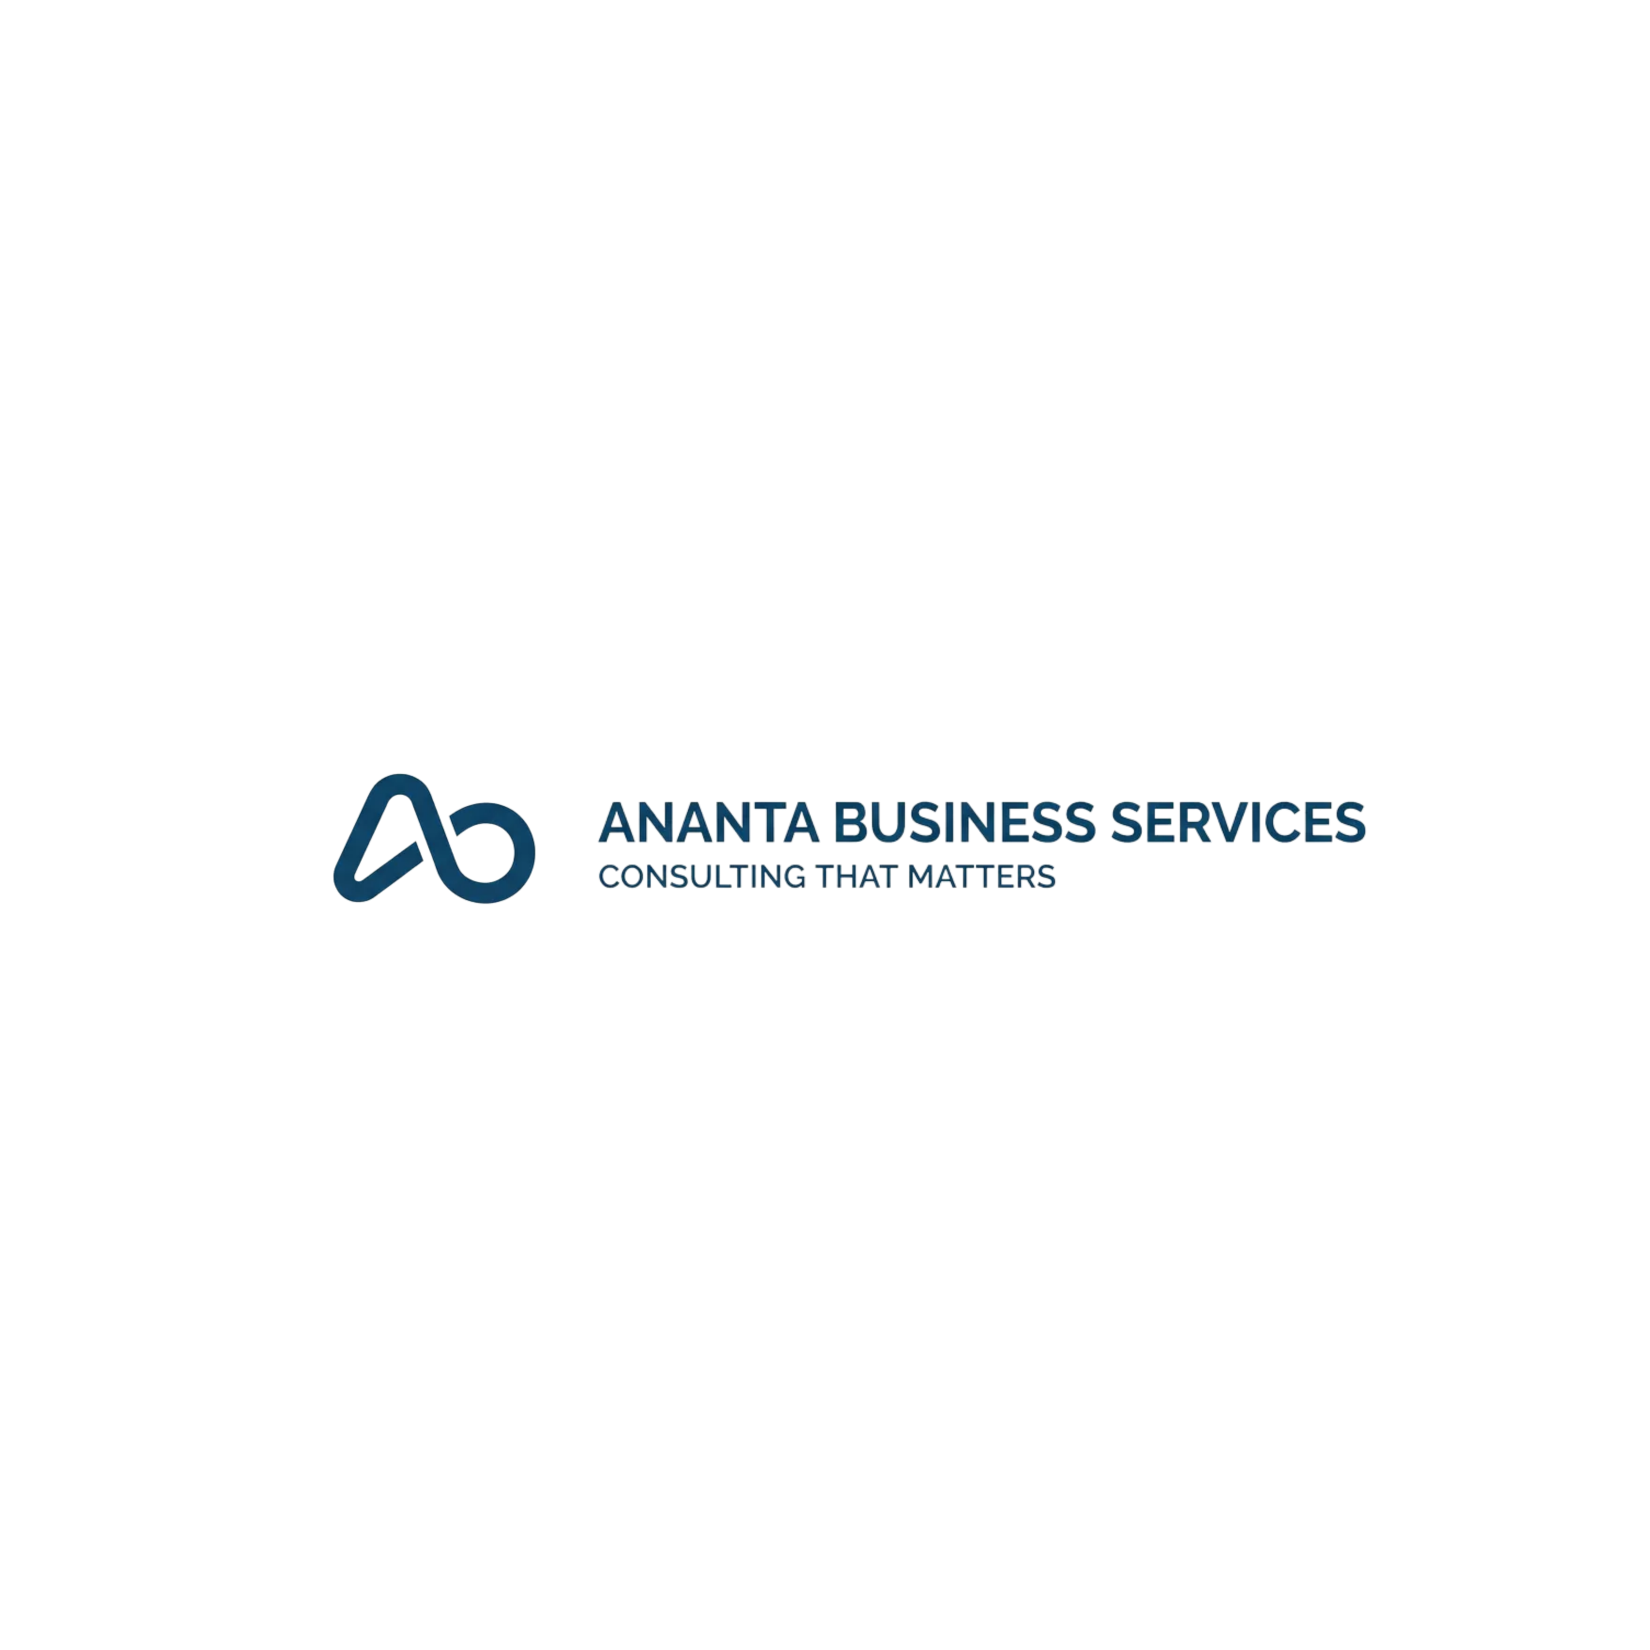 ANANTA BUSINESS SERVICES
CONSULTING THAT MATTERS